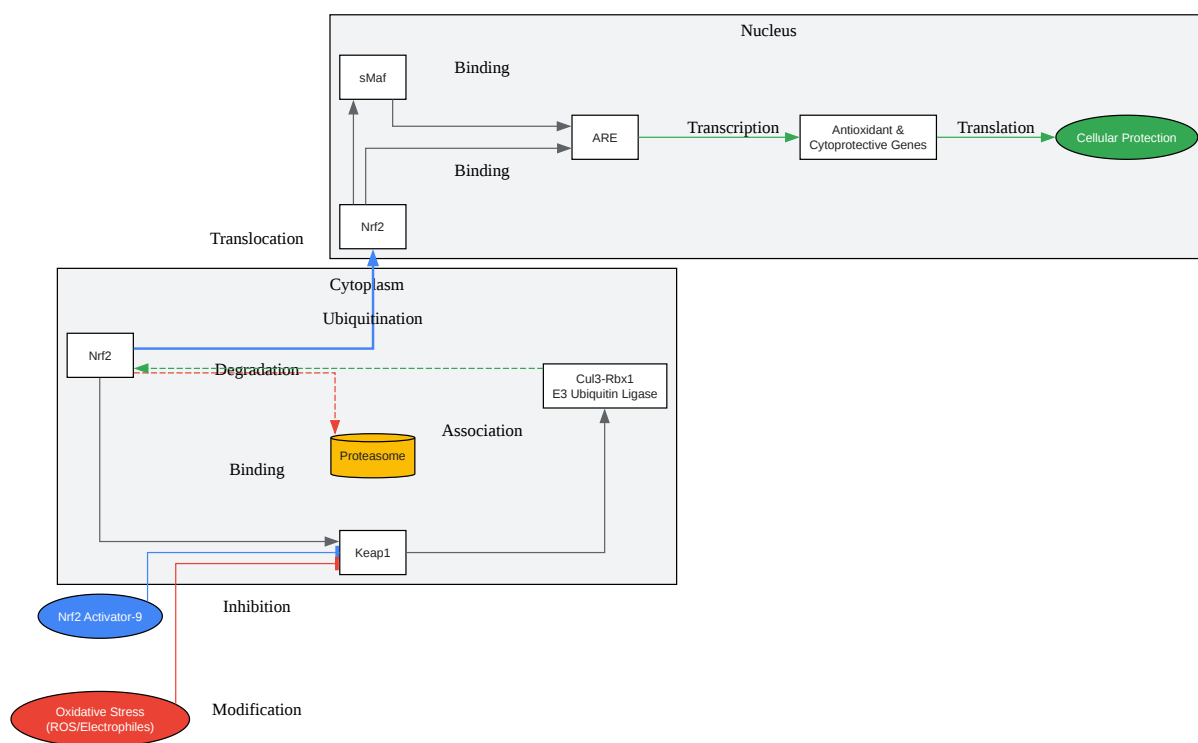 Nucleus
sMaf
Binding
ARE
Transcription
Antioxidant &
Cytoprotective Genes
Translation
Cellular Protection
Binding
Nrf2
Translocation
Cytoplasm
Ubiquitination
Nrf2
Degradation
Cul3-Rbx1
E3 Ubiquitin Ligase
Association
Proteasome
Binding
Keap1
Inhibition
Nrf2 Activator-9
Modification
Oxidative Stress
(ROS/Electrophiles)